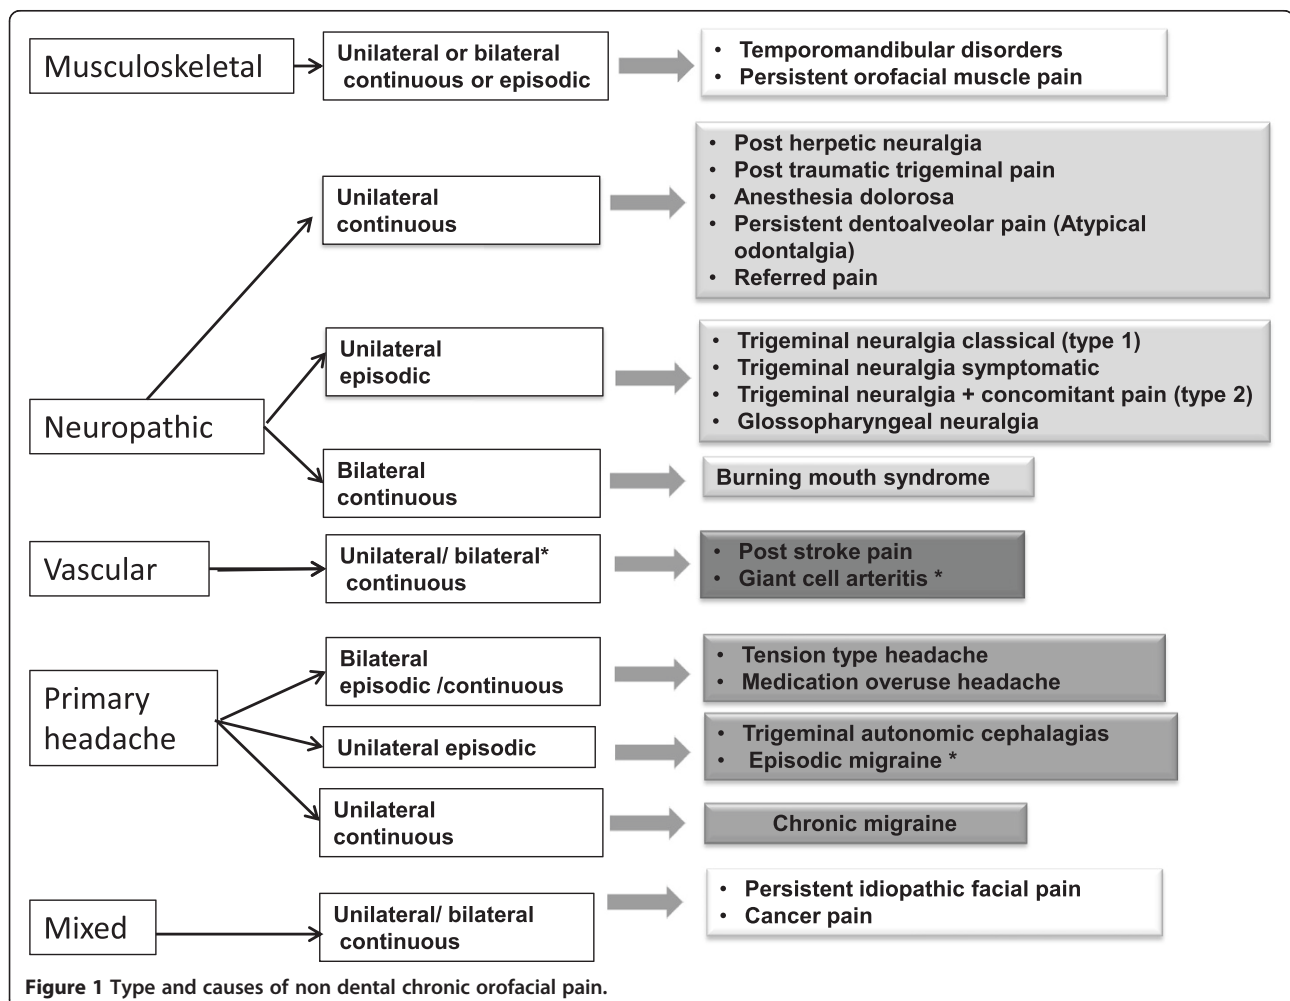 Musculoskeletal
Unilateral or bilateral
continuous or episodic
• Temporomandibular disorders
• Persistent orofacial muscle pain
Neuropathic
Unilateral
continuous
• Post herpetic neuralgia
• Post traumatic trigeminal pain
• Anesthesia dolorosa
• Persistent dentoalveolar pain (Atypical
odontalgia)
• Referred pain
Unilateral
episodic
• Trigeminal neuralgia classical (type 1)
• Trigeminal neuralgia symptomatic
• Trigeminal neuralgia + concomitant pain (type 2)
• Glossopharyngeal neuralgia
Bilateral
continuous
Burning mouth syndrome
Vascular
Unilateral/ bilateral*
continuous
• Post stroke pain
• Giant cell arteritis *
Primary
headache
Bilateral
episodic /continuous
• Tension type headache
• Medication overuse headache
Unilateral episodic
• Trigeminal autonomic cephalagias
• Episodic migraine *
Unilateral
continuous
Chronic migraine
Mixed
Unilateral/ bilateral
continuous
• Persistent idiopathic facial pain
• Cancer pain
Figure 1 Type and causes of non dental chronic orofacial pain.